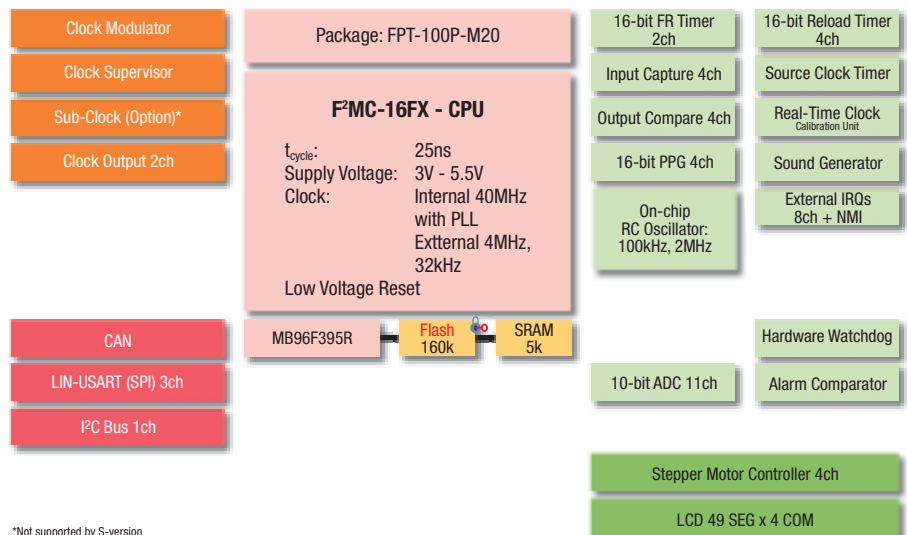 Clock Modulator
Clock Supervisor
Sub-Clock (Option)*
Clock Output 2ch
Package: FPT-100P-M20
F²MC-16FX - CPU
tcycle: 25ns
Supply Voltage: 3V - 5.5V
Clock: Internal 40MHz
with PLL
Extternal 4MHz,
32kHz
Low Voltage Reset
16-bit FR Timer
2ch
16-bit Reload Timer
4ch
Input Capture 4ch
Source Clock Timer
Output Compare 4ch
Real-Time Clock
Calibration Unit
16-bit PPG 4ch
Sound Generator
On-chip
RC Oscillator:
100kHz, 2MHz
External IRQs
8ch + NMI
CAN
LIN-USART (SPI) 3ch
I²C Bus 1ch
MB96F395R
Flash
160k
SRAM
5k
Hardware Watchdog
10-bit ADC 11ch
Alarm Comparator
Stepper Motor Controller 4ch
LCD 49 SEG x 4 COM
*Not supported by S-version